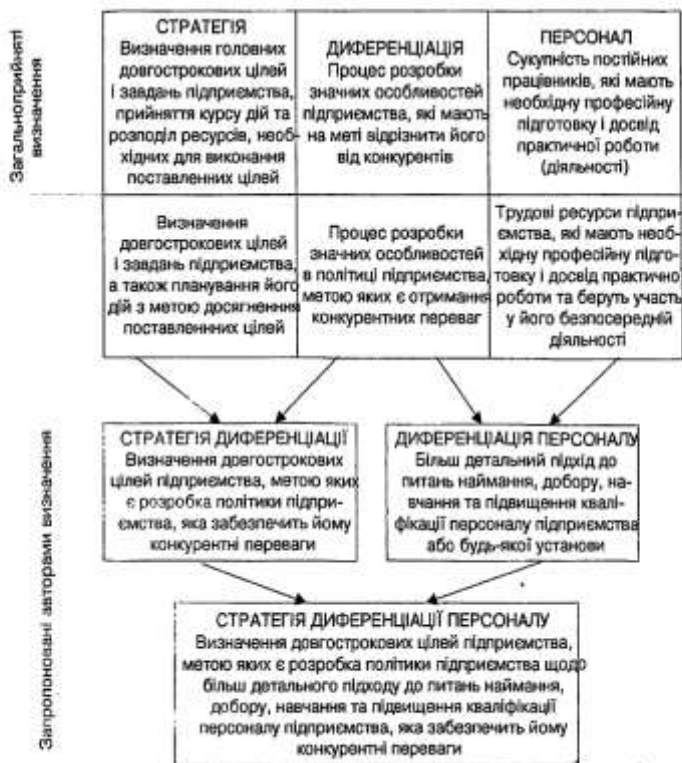 Загальноприйняті
визначення
СТРАТЕГІЯ
Визначення головних
довгострокових цілей
і завдань підприємства,
прийняття курсу дій та
розподіл ресурсів, необ-
хідних для виконання
поставленних цілей
ДИФЕРЕНЦІАЦІЯ
Процес розробки
значних особливостей
підприємства, які мають
на меті відрізнити його
від конкурентів
ПЕРСОНАЛ
Сукупність постійних
працівників, які мають
необхідну професійну
підготовку і досвід
практичної роботи
(діяльності)
Запропоновані авторами визначення
Визначення
довгострокових цілей
і завдань підприємства,
а також планування його
дій з метою досягненння
поставленнних цілей
Процес розробки
значних особливостей
в політиці підприємства,
метою яких є отримання
конкурентних переваг
Трудові ресурси підпри-
ємства, які мають необ-
хідну професійну підго-
товку і досвід практичної
роботи та беруть участь
у його безпосередній
діяльності
СТРАТЕГІЯ ДИФЕРЕНЦІАЦІЇ
Визначення довгострокових
цілей підприємства, метою яких
є розробка політики підпри-
ємства, яка забезпечить йому
конкурентні переваги
ДИФЕРЕНЦІАЦІЯ ПЕРСОНАЛУ
Більш детальний підхід до
питань наймання, добору, на-
вчання та підвищення кваліфі-
фікації персоналу підприємства
або будь-якої установи
СТРАТЕГІЯ ДИФЕРЕНЦІАЦІЇ ПЕРСОНАЛУ
Визначення довгострокових цілей підприємства,
метою яких є розробка політики підприємства щодо
більш детального підходу до питань наймання,
добору, навчання та підвищення кваліфікації
персоналу підприємства, яка забезпечить йому
конкурентні переваги